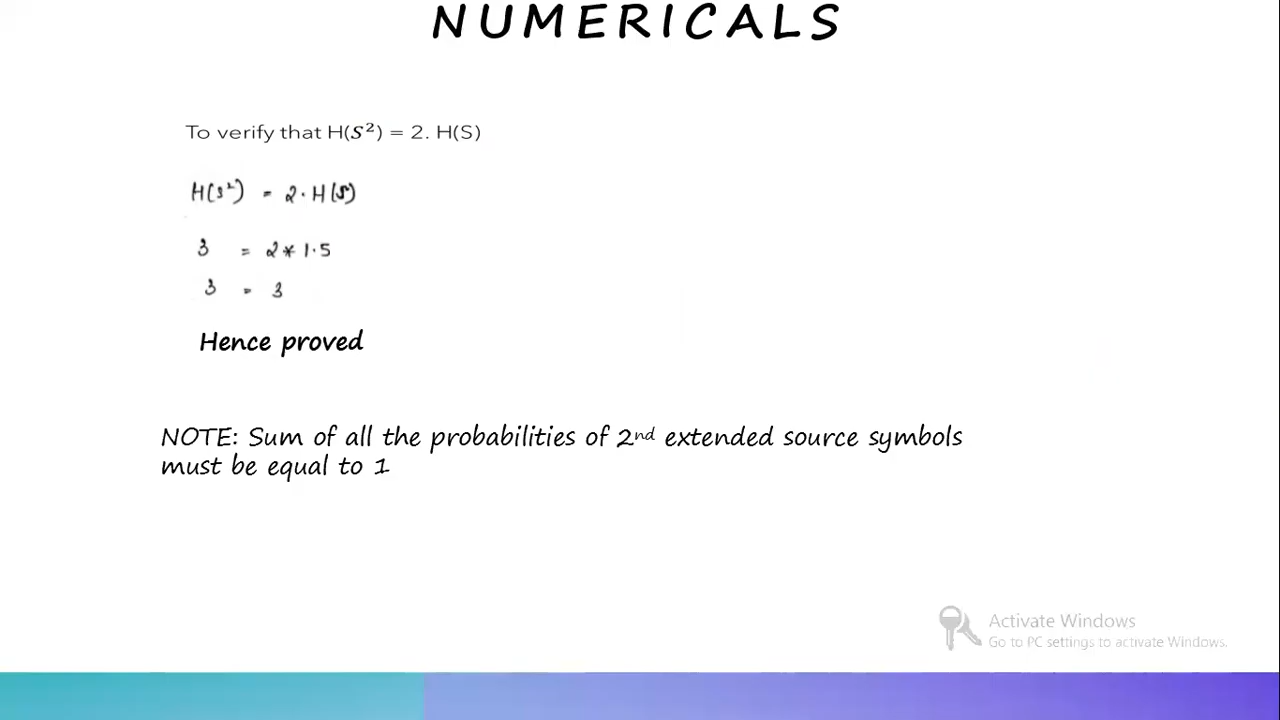 NUMERICALS
To verify that H(S²) = 2. H(S)
H(S²) = 2·H(S)
3 = 2*1·5
3 = 3
Hence proved
NOTE: Sum of all the probabilities of 2nd extended source symbols
must be equal to 1
Activate Windows
Go to PC settings to activate Windows.